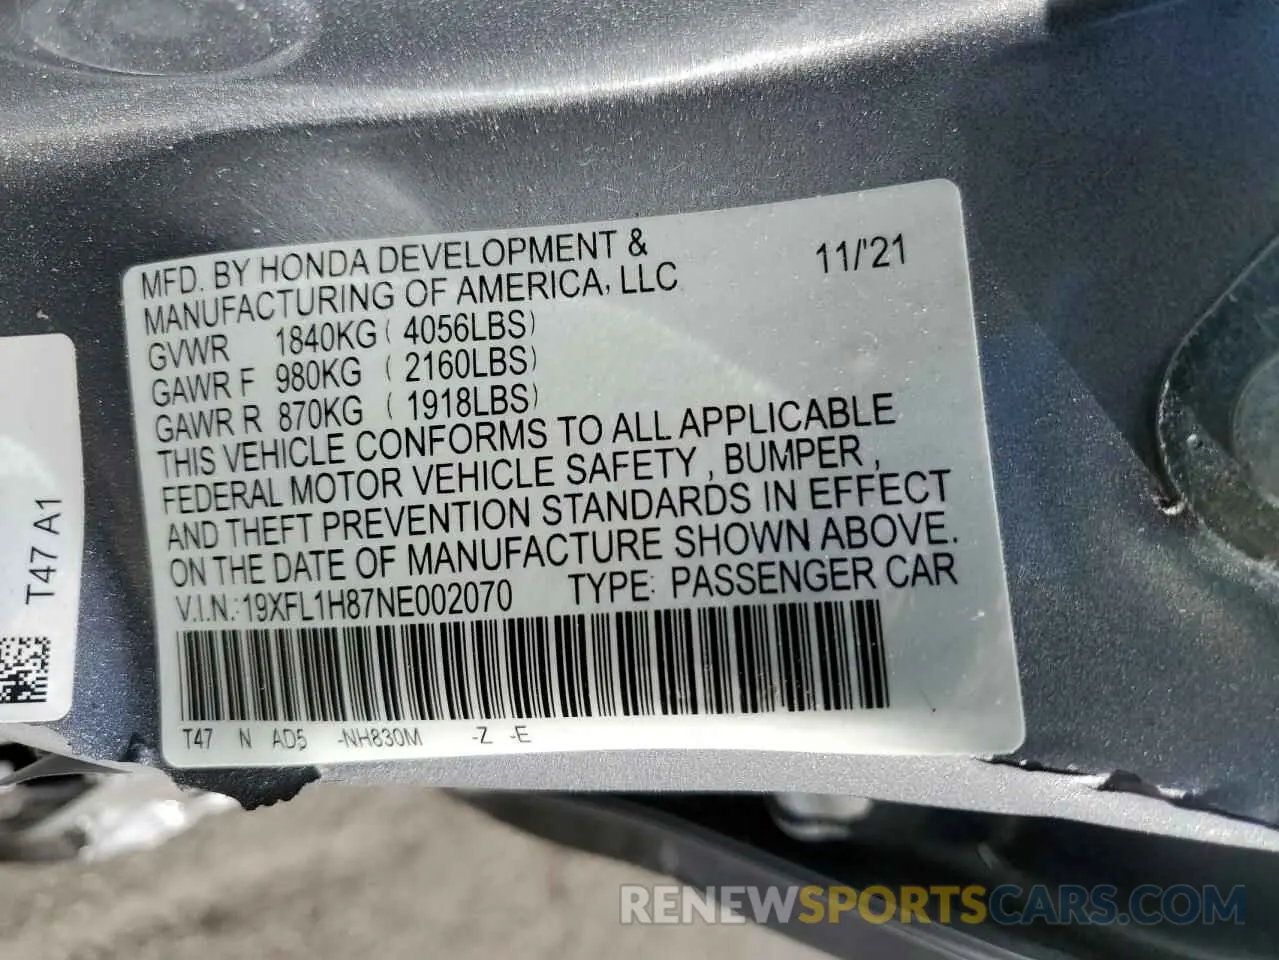 MFD. BY HONDA DEVELOPMENT & 11/'21
MANUFACTURING OF AMERICA, LLC
GVWR 1840KG ( 4056LBS)
GAWR F 980KG ( 2160LBS)
GAWR R 870KG ( 1918LBS)
THIS VEHICLE CONFORMS TO ALL APPLICABLE
FEDERAL MOTOR VEHICLE SAFETY , BUMPER ,
AND THEFT PREVENTION STANDARDS IN EFFECT
ON THE DATE OF MANUFACTURE SHOWN ABOVE.
V.I.N.:19XFL1H87NE002070 TYPE: PASSENGER CAR
T47 N AD5 -NH830M -Z -E
T47 A1
RENEWSPORTSCARS.COM